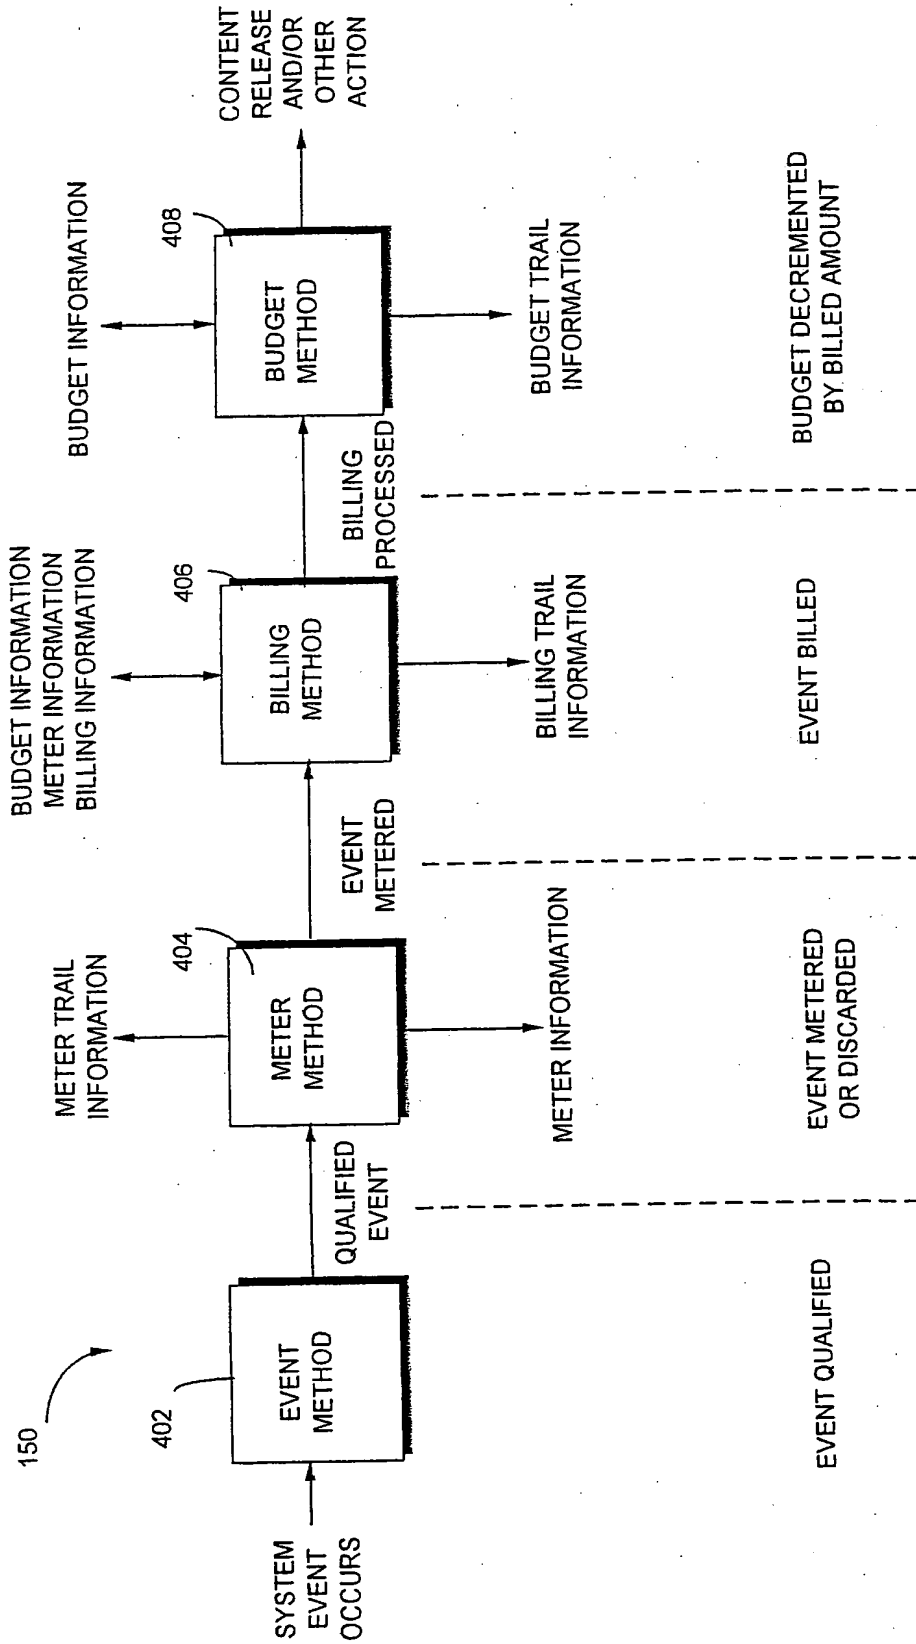 150
SYSTEM
EVENT
OCCURS
402
EVENT
METHOD
QUALIFIED
EVENT
METER TRAIL
INFORMATION
404
METER
METHOD
METER INFORMATION
EVENT
METERED
BUDGET INFORMATION
METER INFORMATION
BILLING INFORMATION
406
BILLING
METHOD
BILLING TRAIL
INFORMATION
BILLING
PROCESSED
BUDGET INFORMATION
408
BUDGET
METHOD
BUDGET TRAIL
INFORMATION
CONTENT
RELEASE
AND/OR
OTHER
ACTION
EVENT QUALIFIED
EVENT METERED
OR DISCARDED
EVENT BILLED
BUDGET DECREMENTED
BY BILLED AMOUNT